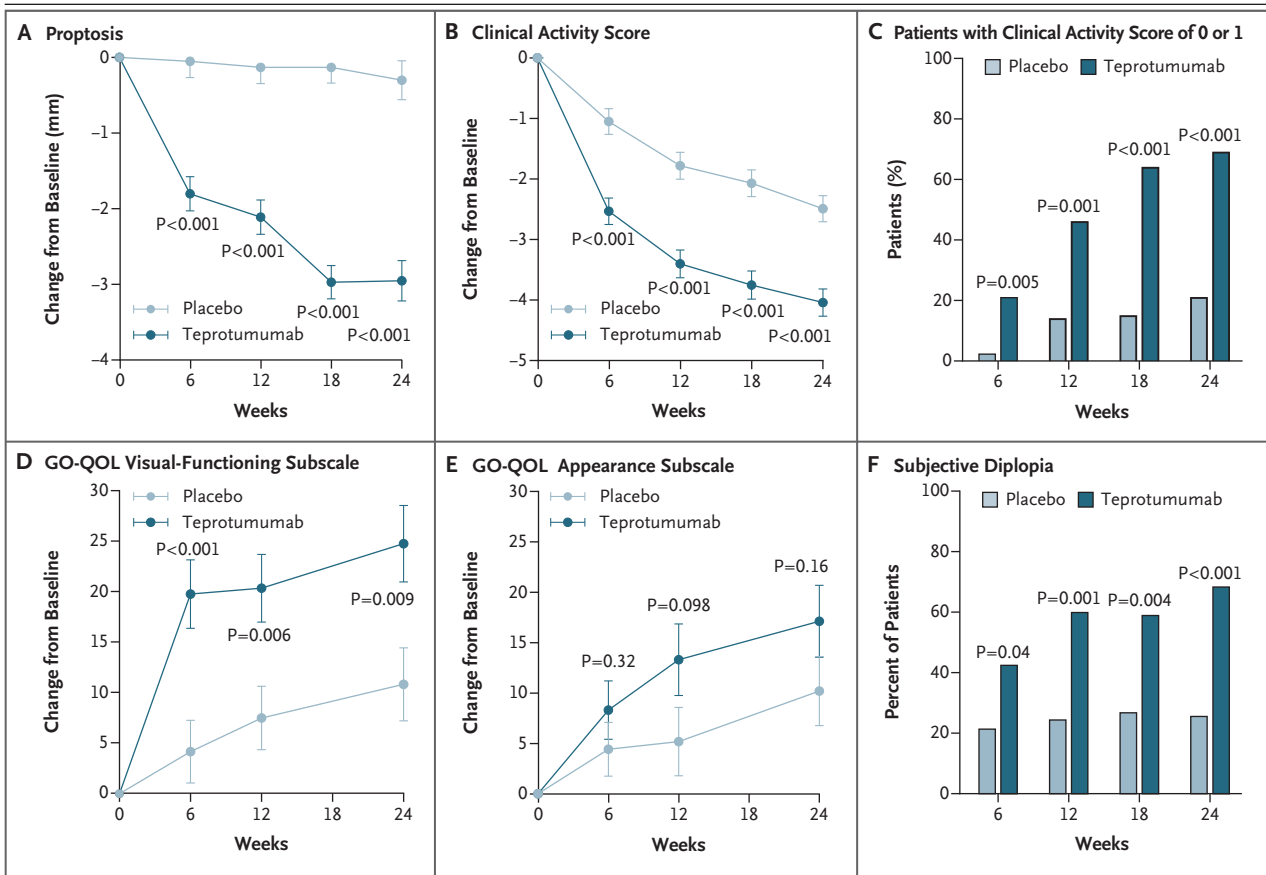 A Proptosis
0
−1
−2
−3
−4
Change from Baseline (mm)
P<0.001
P<0.001
P<0.001
P<0.001
Placebo
Teprotumumab
0 6 12 18 24
Weeks
B Clinical Activity Score
0
−1
−2
−3
−4
−5
Change from Baseline
P<0.001
P<0.001
P<0.001
P<0.001
Placebo
Teprotumumab
0 6 12 18 24
Weeks
C Patients with Clinical Activity Score of 0 or 1
Placebo Teprotumumab
100
80
60
40
20
0
Patients (%)
P=0.005
P=0.001
P<0.001
P<0.001
6 12 18 24
Weeks
D GO-QOL Visual-Functioning Subscale
Placebo
Teprotumumab
30
25
20
15
10
5
0
Change from Baseline
P<0.001
P=0.006
P=0.009
0 6 12 18 24
Weeks
E GO-QOL Appearance Subscale
Placebo
Teprotumumab
30
25
20
15
10
5
0
Change from Baseline
P=0.32
P=0.098
P=0.16
0 6 12 18 24
Weeks
F Subjective Diplopia
Placebo Teprotumumab
100
80
60
40
20
0
Percent of Patients
P=0.04
P=0.001
P=0.004
P<0.001
6 12 18 24
Weeks